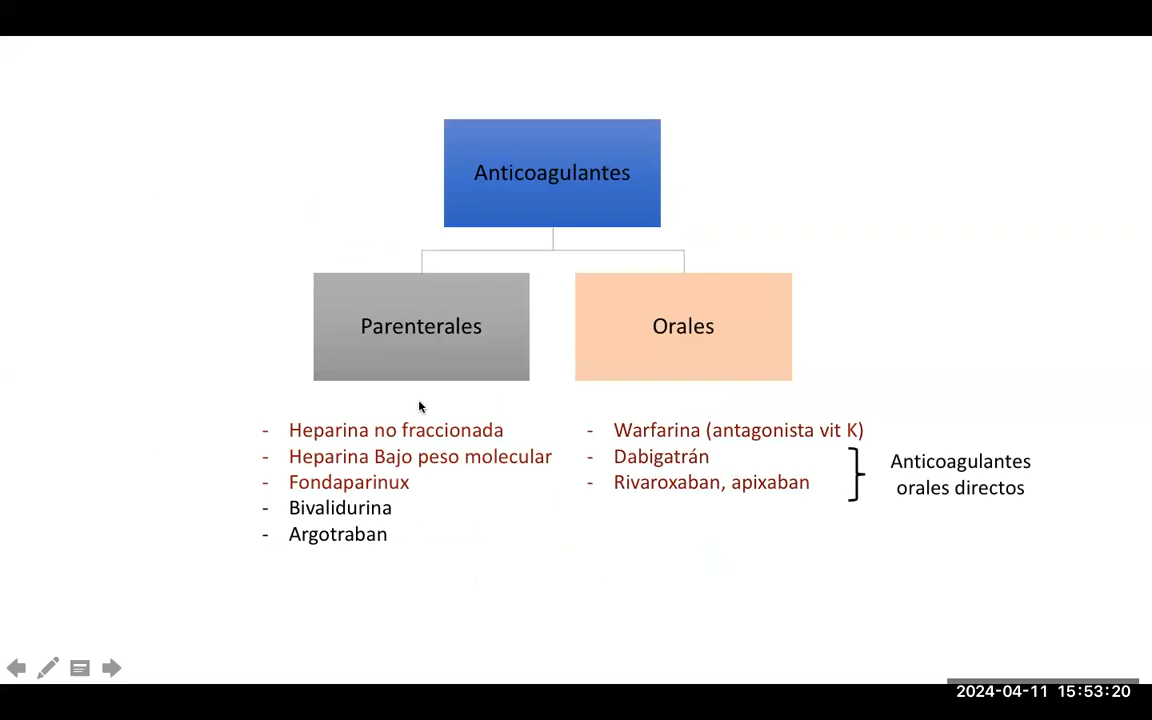 Anticoagulantes
Parenterales
Orales
- Heparina no fraccionada
- Heparina Bajo peso molecular
- Fondaparinux
- Bivalidurina
- Argotraban
- Warfarina (antagonista vit K)
- Dabigatrán
- Rivaroxaban, apixaban
Anticoagulantes
orales directos
2024-04-11 15:53:20